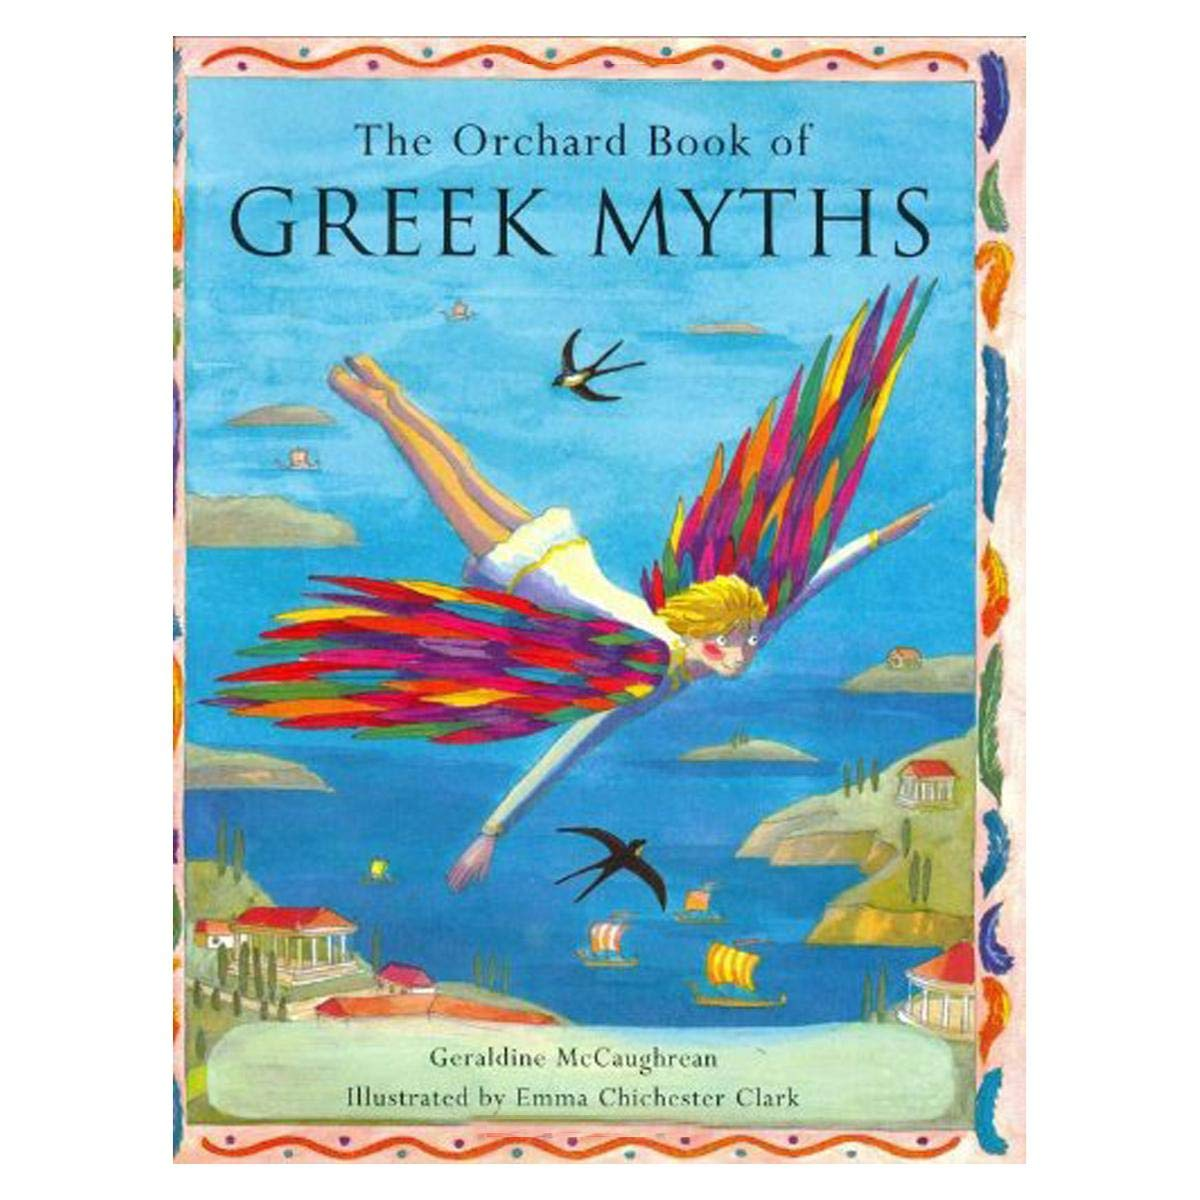 The Orchard Book of
GREEK MYTHS
Geraldine McCaughrean
Illustrated by Emma Chichester Clark